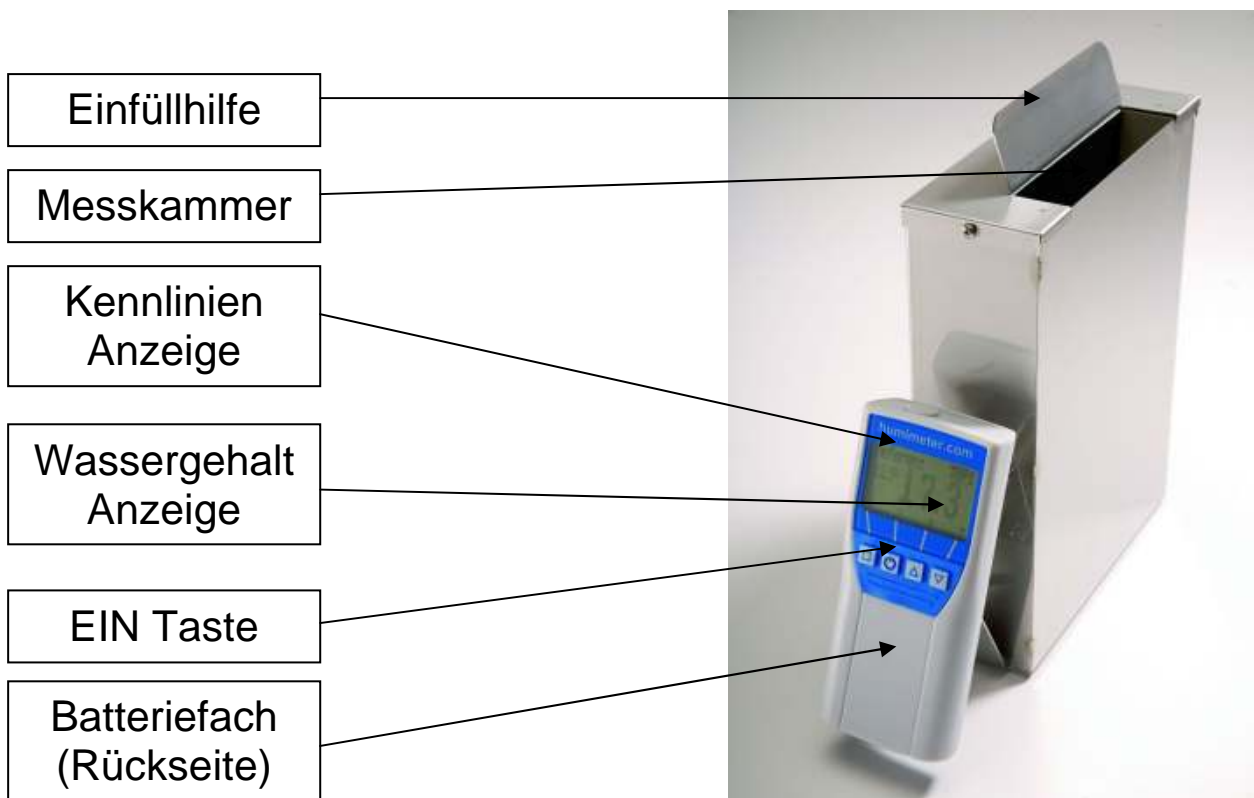 Einfüllhilfe
Messkammer
Kennlinien
Anzeige
humimeter.com
Wassergehalt
Anzeige
EIN Taste
Batteriefach
(Rückseite)